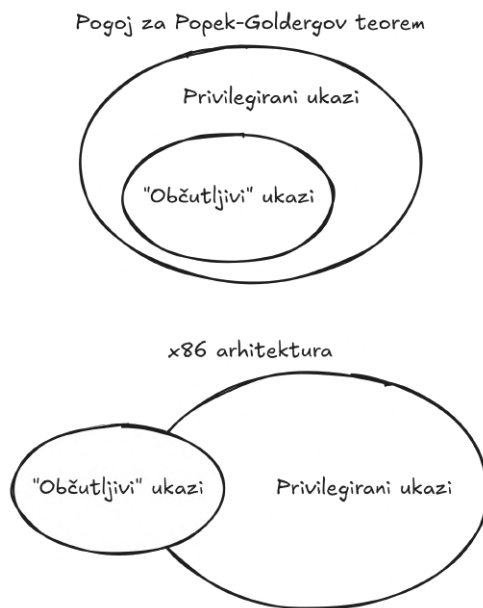 Pogoj za Popek-Goldergov teorem
Privilegirani ukazi
"Občutljivi" ukazi
x86 arhitektura
"Občutljivi" ukazi
Privilegirani ukazi